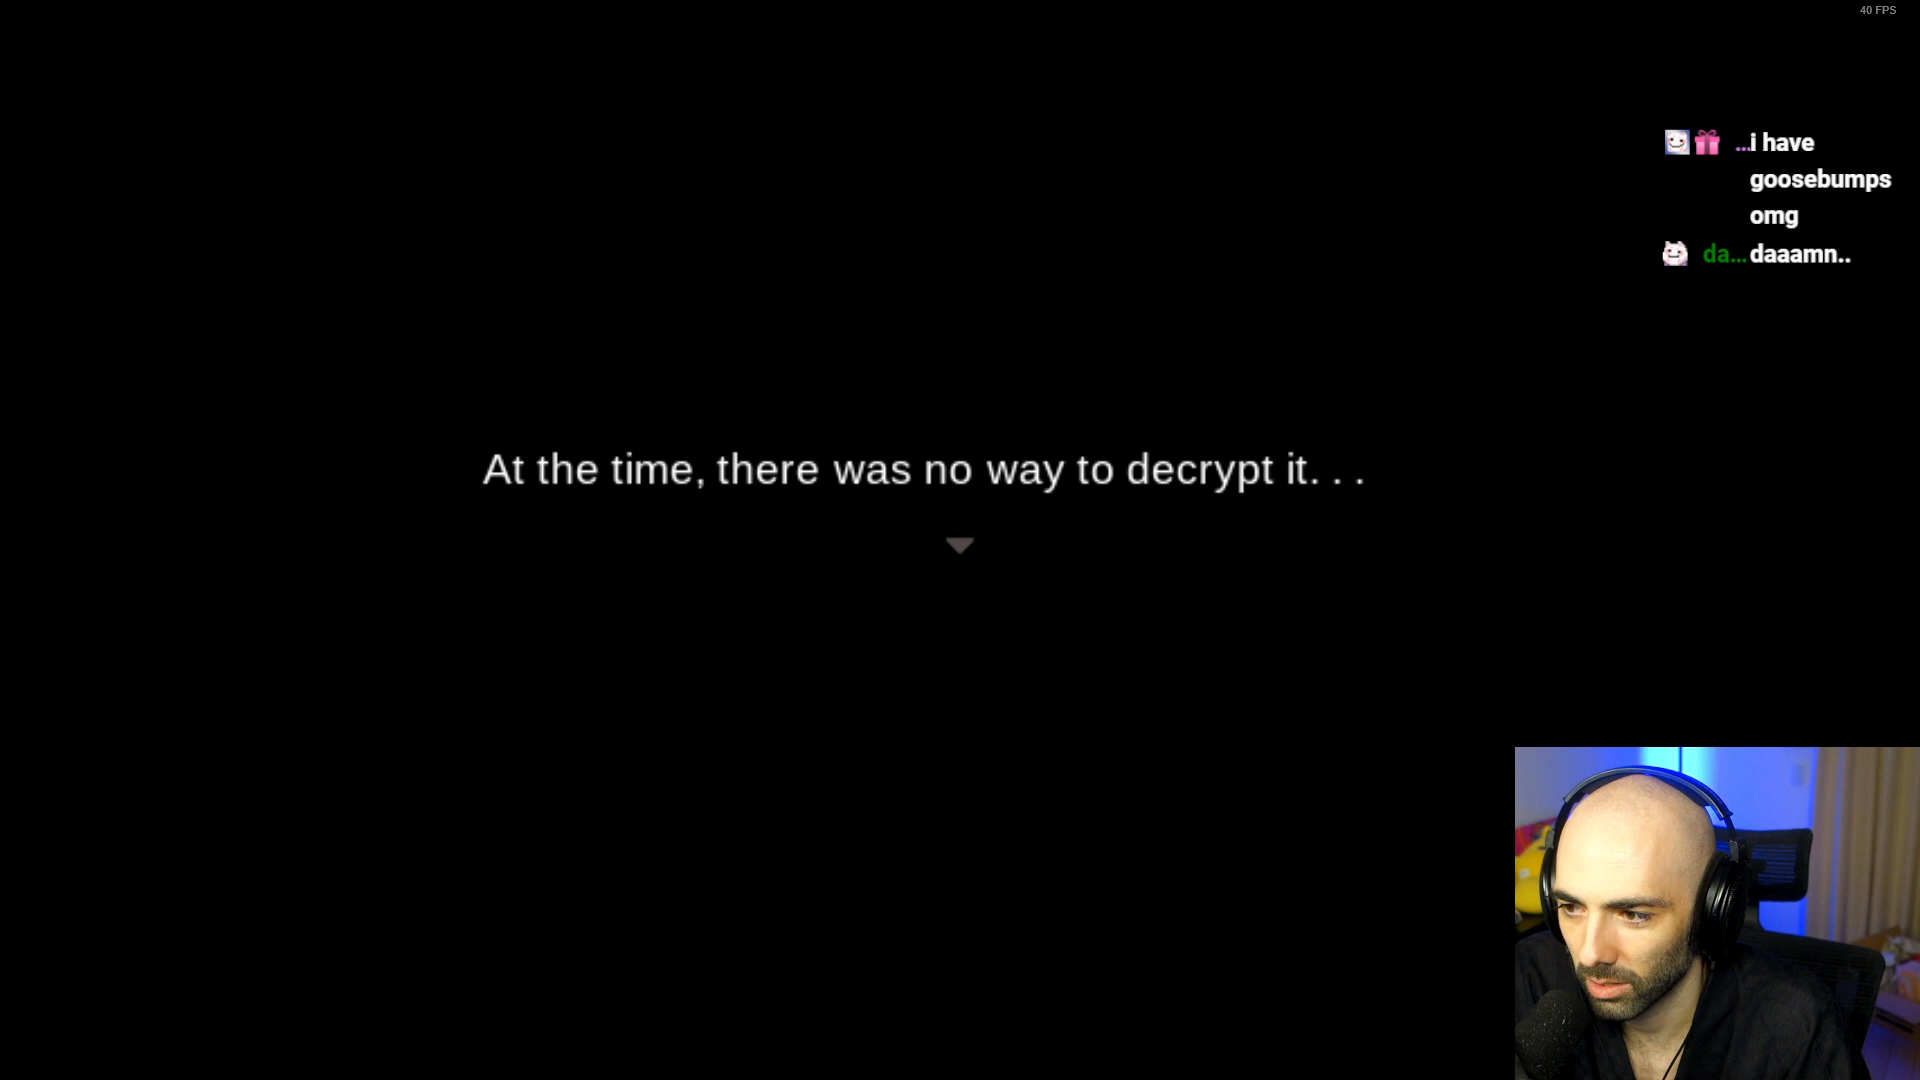 40 FPS
...i have
goosebumps
omg
da...daaamn..
At the time, there was no way to decrypt it. . .